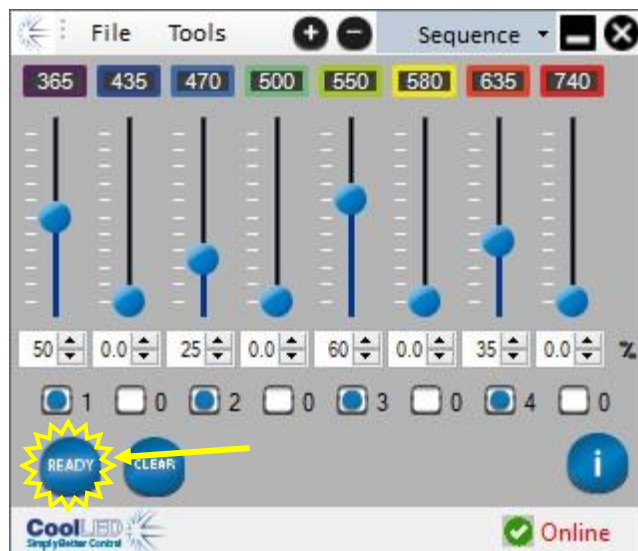 File Tools Sequence
365 435 470 500 550 580 635 740
50 0.0 25 0.0 60 0.0 35 0.0 %
1 0 2 0 3 0 4 0
READY CLEAR i
CoolLED
Simply Better Control
Online